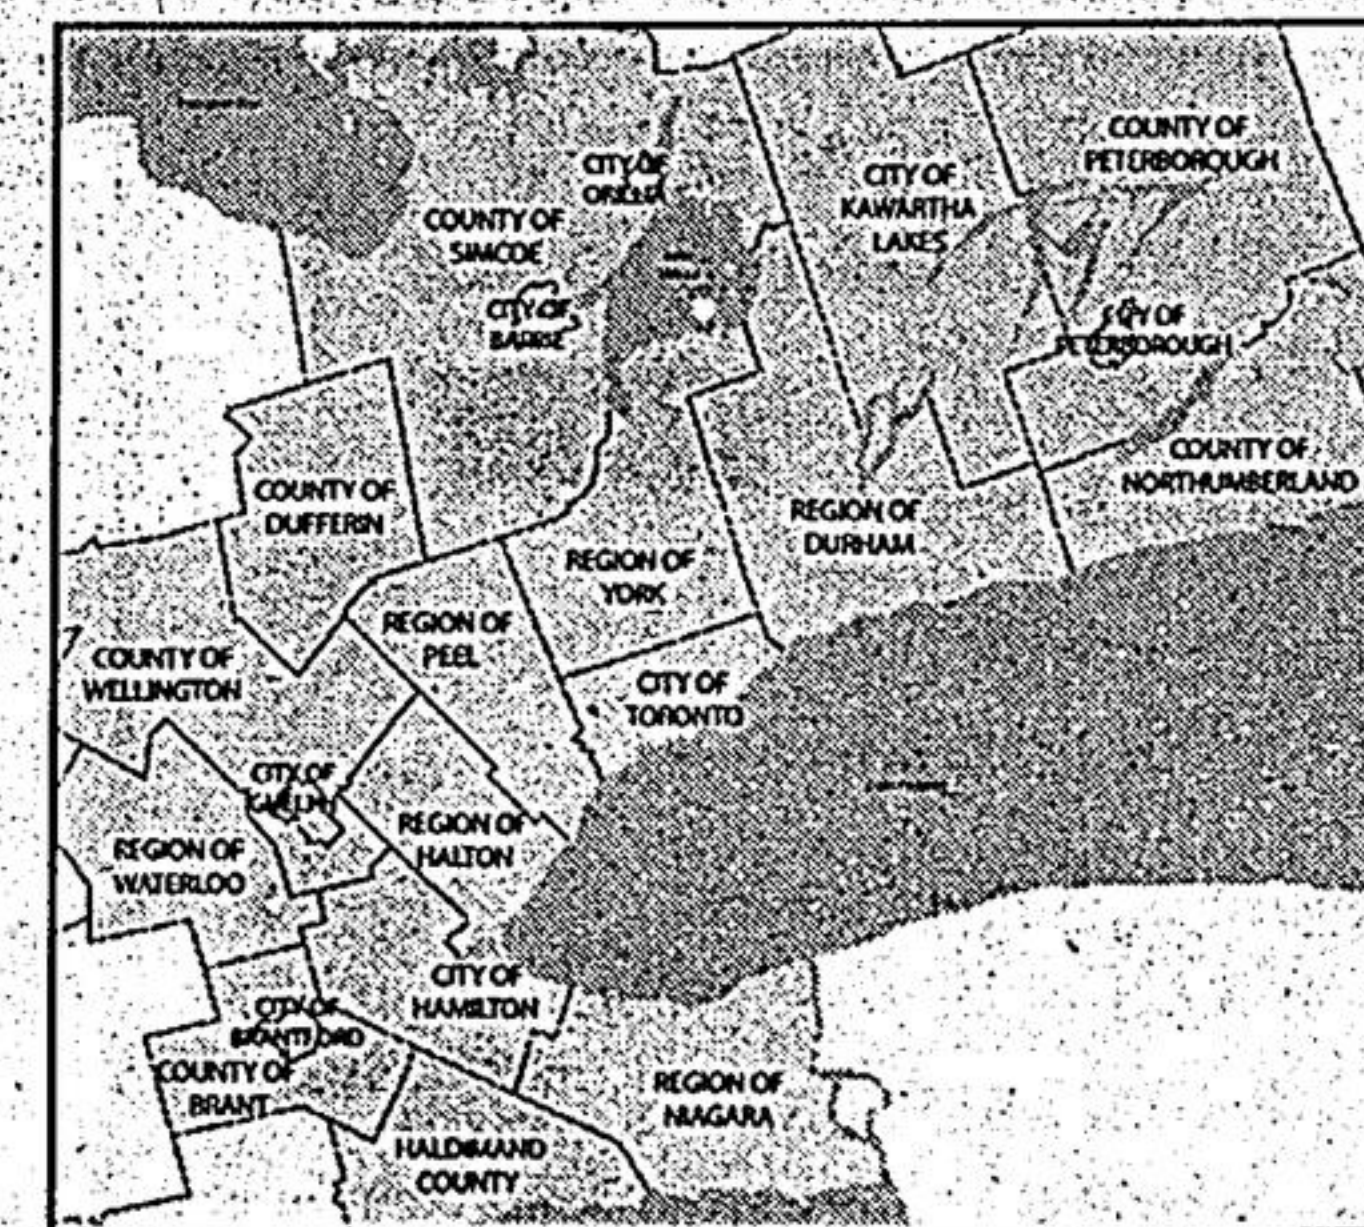 COUNTY OF
PETERBOROUGH
CITY OF
ORILLIA
CITY OF
KAWARTHA
LAKES
COUNTY OF
SIMCOE
CITY OF
BARRIE
CITY OF
PETERBOROUGH
COUNTY OF
NORTHUMBERLAND
COUNTY OF
DUFFERIN
REGION OF
DURHAM
REGION OF
YORK
REGION OF
PEEL
COUNTY OF
WELLINGTON
CITY OF
TORONTO
CITY OF
GUELPH
REGION OF
HALTON
REGION OF
WATERLOO
CITY OF
HAMILTON
CITY OF
BRANTFORD
COUNTY OF
BRANT
REGION OF
NIAGARA
HALDIMAND
COUNTY